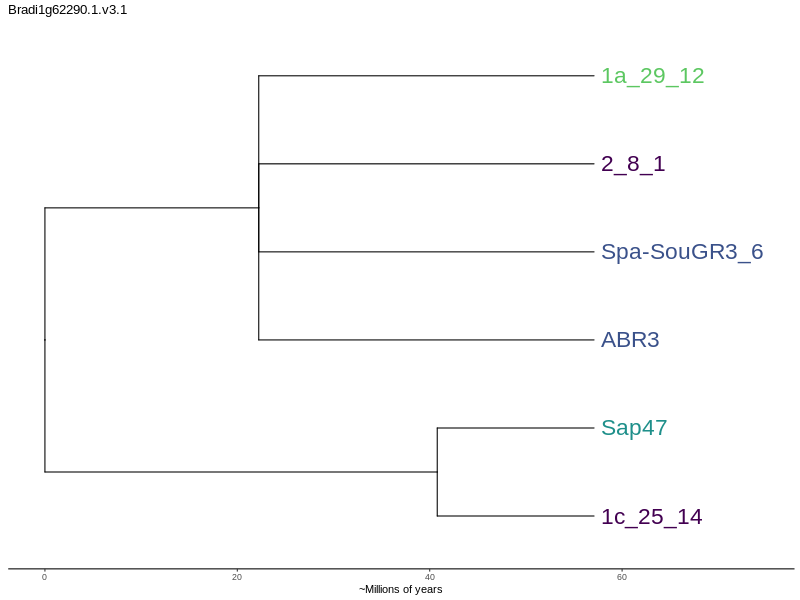 Bradi1g62290.1.v3.1
1a_29_12
2_8_1
Spa-SouGR3_6
ABR3
Sap47
1c_25_14
0 20 40 60
~Millions of years